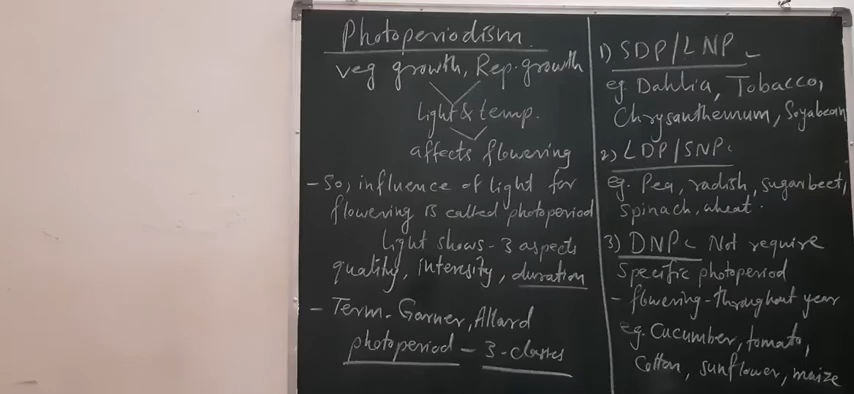 Photoperiodism.
veg growth, Rep. growth
Light & temp.
affects flowering
- So, influence of light for
flowering is called photoperiod
Light shows - 3 aspects
quality, intensity, duration
- Term. Garner, Allard
photoperiod - 3-classes
1) SDP/LNP
eg. Dahlia, Tobacco,
Chrysanthemum, Soyabean
2) LDP/SNP
eg. Pea, radish, sugarbeet,
Spinach, wheat.
3) DNP Not require
Specific photoperiod
- flowering - throughout year
eg. Cucumber, tomato,
Cotton, sunflower, maize